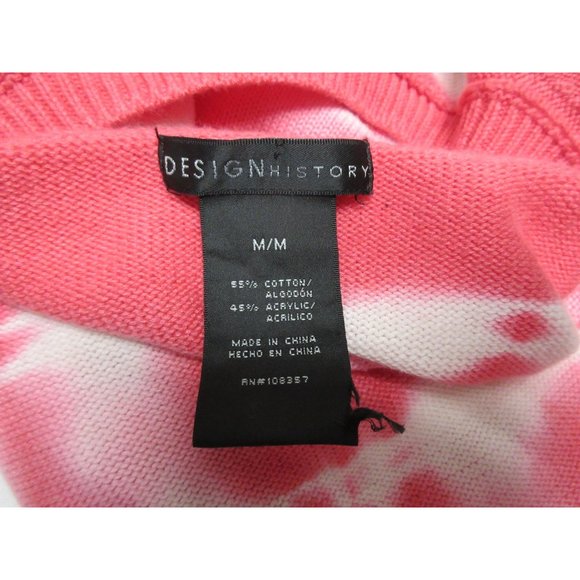 DESIGNHISTORY
M/M
55% COTTON/
ALGODÓN
45% ACRYLIC/
ACRILICO
MADE IN CHINA
HECHO EN CHINA
RN#108357